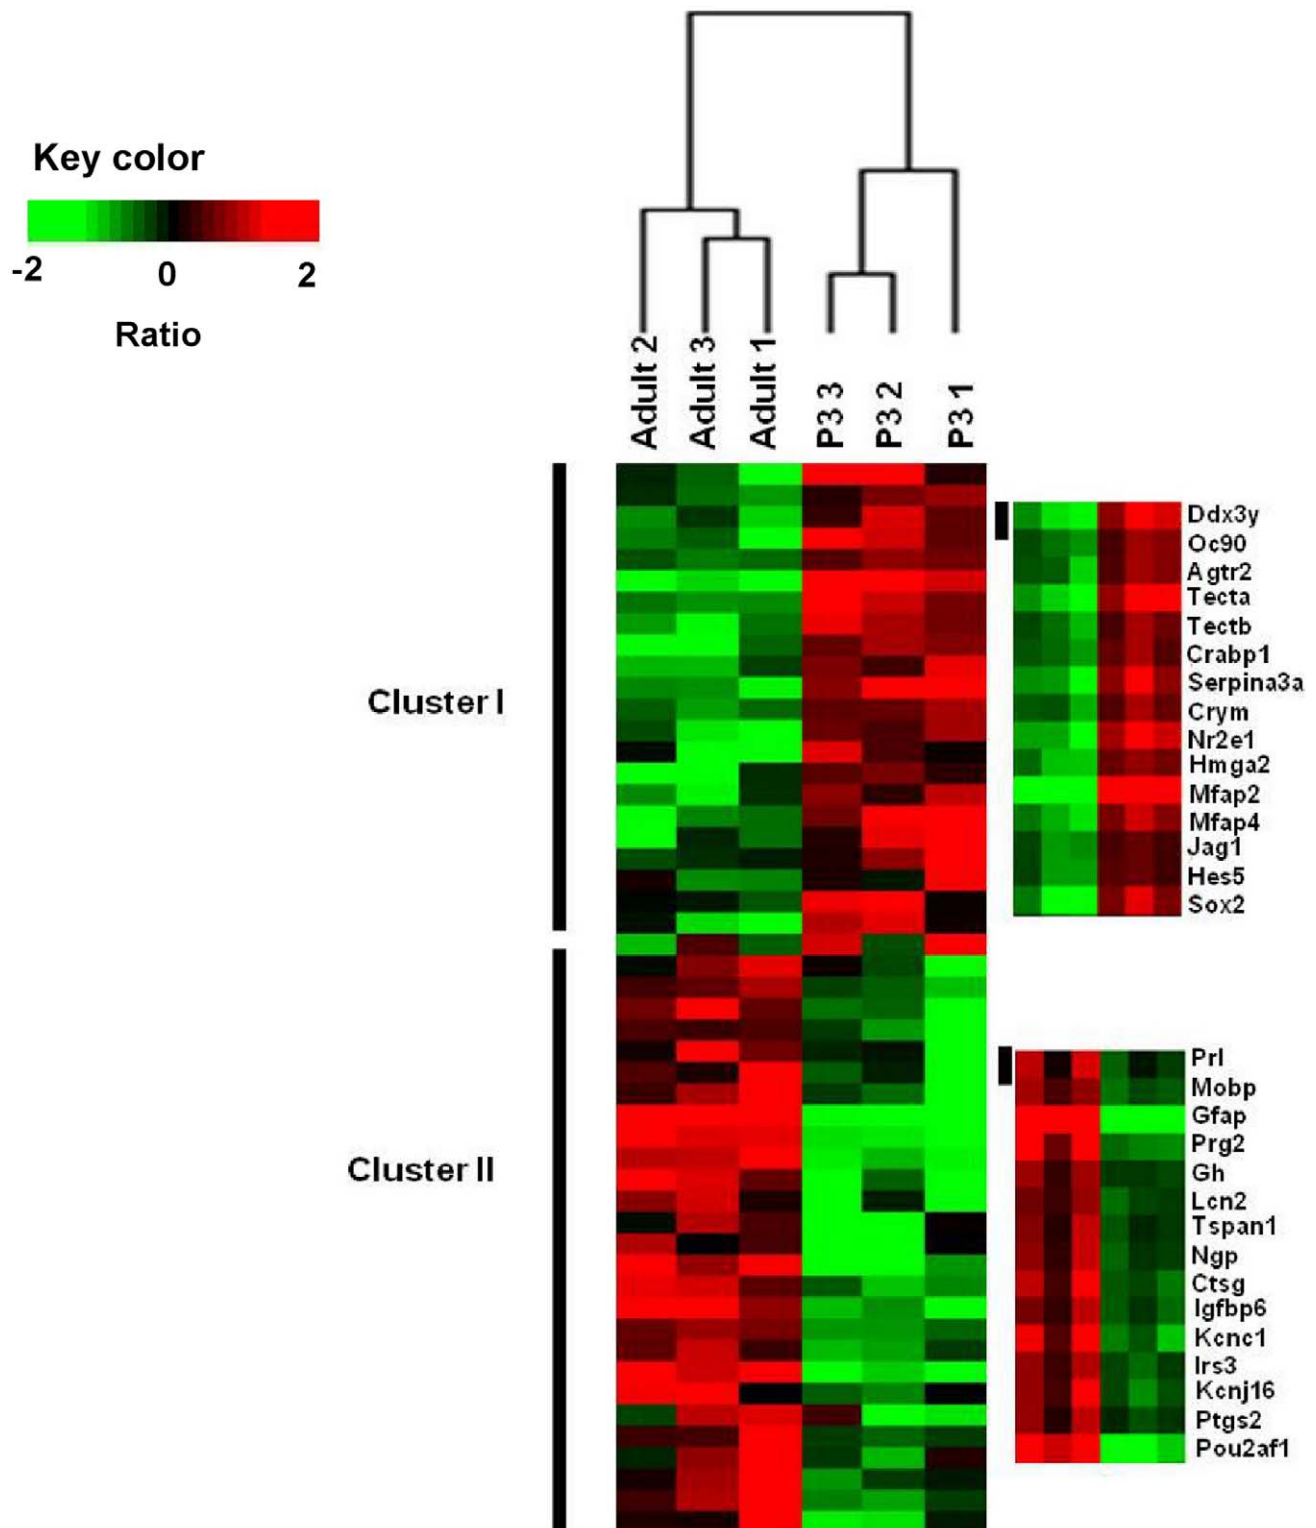 Key color
-2 0 2
Ratio
Adult 2
Adult 3
Adult 1
P3 3
P3 2
P3 1
Cluster I
Ddx3y
Oc90
Agtr2
Tecta
Tectb
Crabp1
Serpina3a
Crym
Nr2e1
Hmga2
Mfap2
Mfap4
Jag1
Hes5
Sox2
Cluster II
Prl
Mobp
Gfap
Prg2
Gh
Lcn2
Tspan1
Ngp
Ctsg
Igfbp6
Kcnc1
Irs3
Kcnj16
Ptgs2
Pou2af1